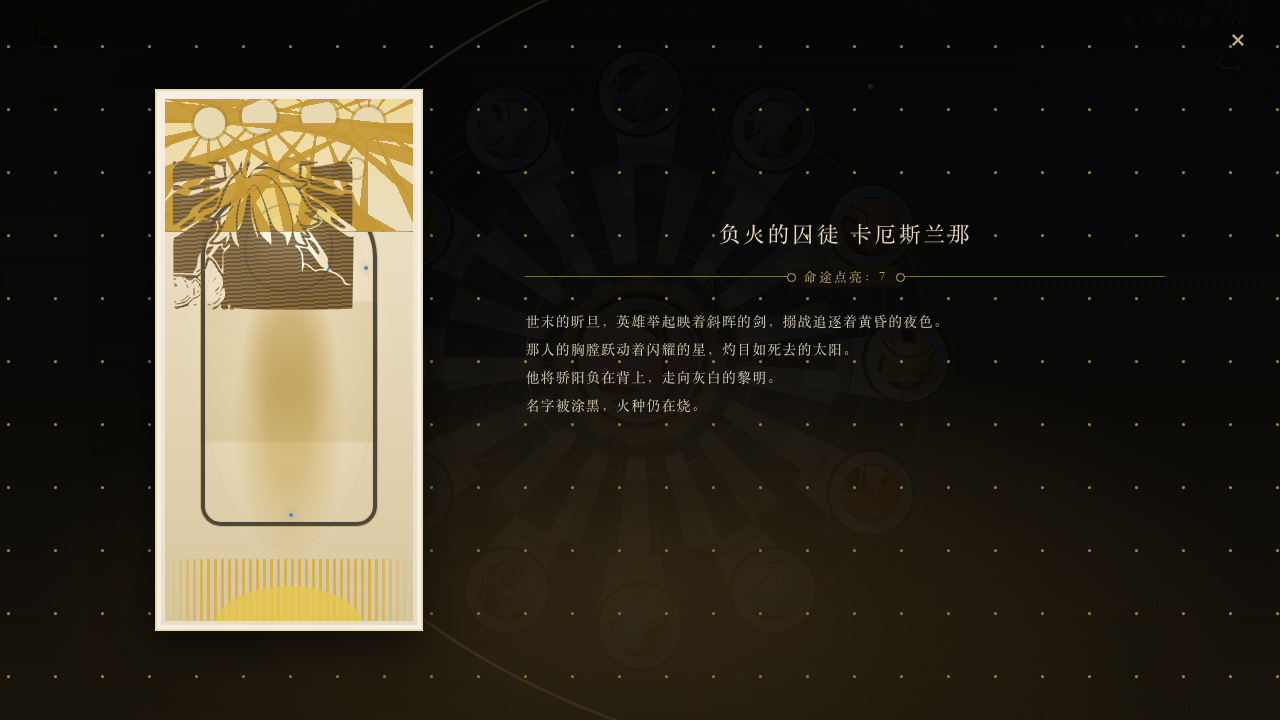 负火的囚徒 卡厄斯兰那
命途点亮：7
世末的昕旦，英雄举起映着斜晖的剑，搦战追逐着黄昏的夜色。
那人的胸膛跃动着闪耀的星，灼目如死去的太阳。
他将骄阳负在背上，走向灰白的黎明。
名字被涂黑，火种仍在烧。